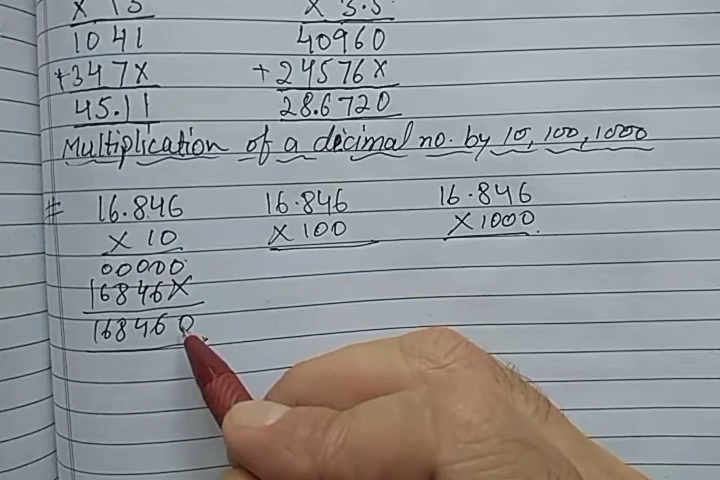 X 13 X 3.5
1041 40960
+347X +24576X
45.11 28.6720
Multiplication of a decimal no. by 10, 100, 1000
# 16.846 16.846 16.846
X 10 X 100 X1000
00000
16846X
168460